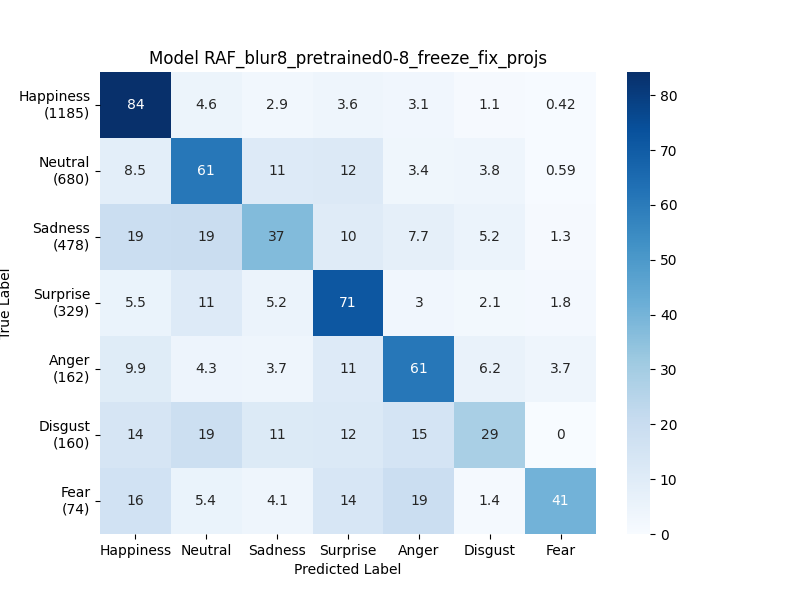 Model RAF_blur8_pretrained0-8_freeze_fix_projs
Happiness
(1185)
84 4.6 2.9 3.6 3.1 1.1 0.42
Neutral
(680)
8.5 61 11 12 3.4 3.8 0.59
Sadness
(478)
19 19 37 10 7.7 5.2 1.3
Surprise
(329)
5.5 11 5.2 71 3 2.1 1.8
Anger
(162)
9.9 4.3 3.7 11 61 6.2 3.7
Disgust
(160)
14 19 11 12 15 29 0
Fear
(74)
16 5.4 4.1 14 19 1.4 41
Happiness Neutral Sadness Surprise Anger Disgust Fear
Predicted Label
True Label
80
70
60
50
40
30
20
10
0